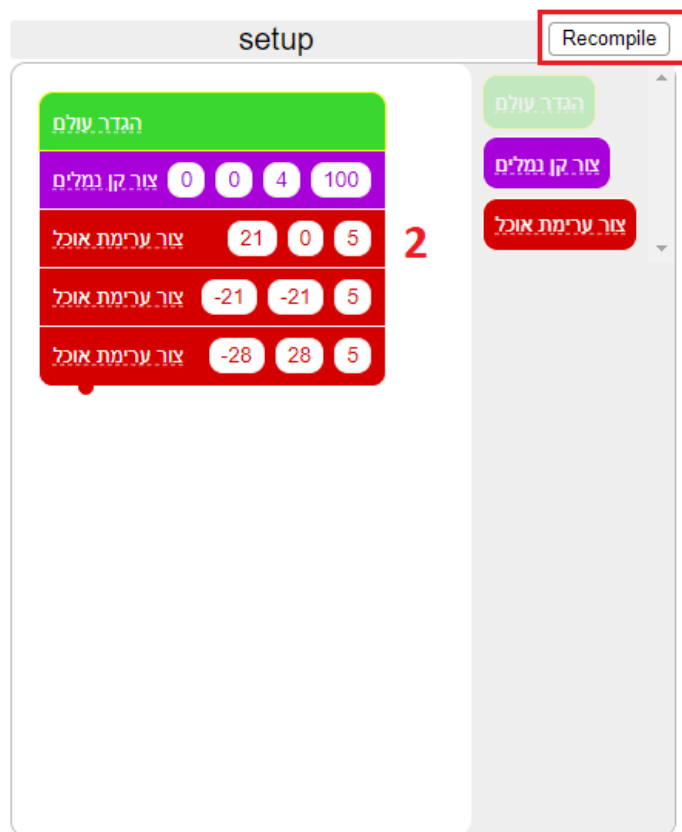 setup
Recompile
הגדר עולם
צור קן נמלים 0 0 4 100
צור ערימת אוכל 21 0 5
2
צור ערימת אוכל -21 -21 5
צור ערימת אוכל -28 28 5
הגדר עולם
צור קן נמלים
צור ערימת אוכל